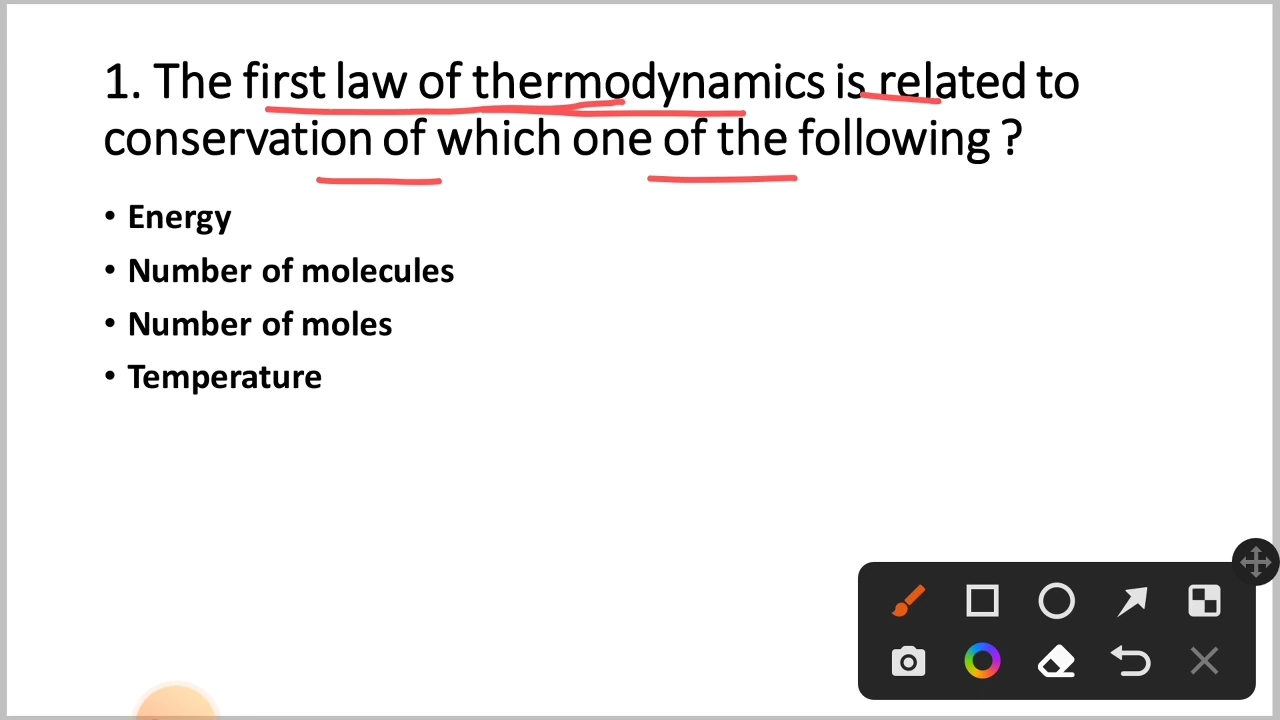 1. The first law of thermodynamics is related to
conservation of which one of the following ?
• Energy
• Number of molecules
• Number of moles
• Temperature